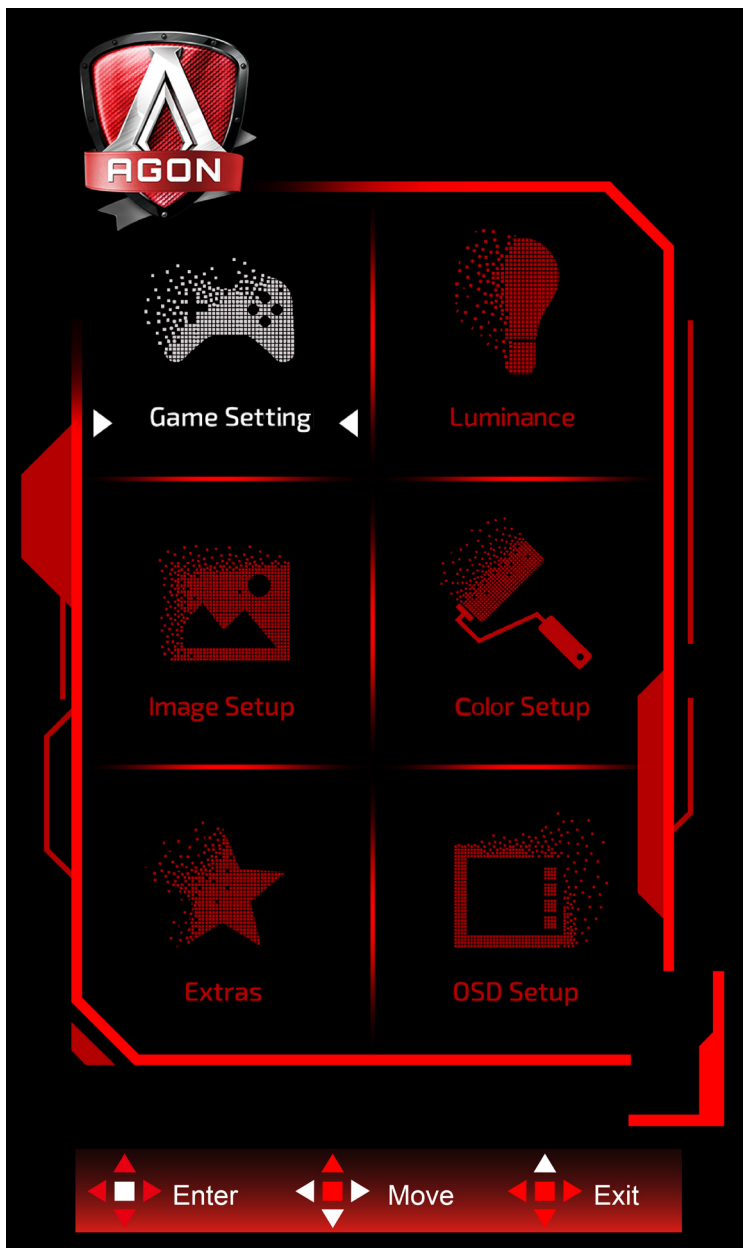 AGON
Game Setting
Luminance
Image Setup
Color Setup
Extras
OSD Setup
Enter
Move
Exit